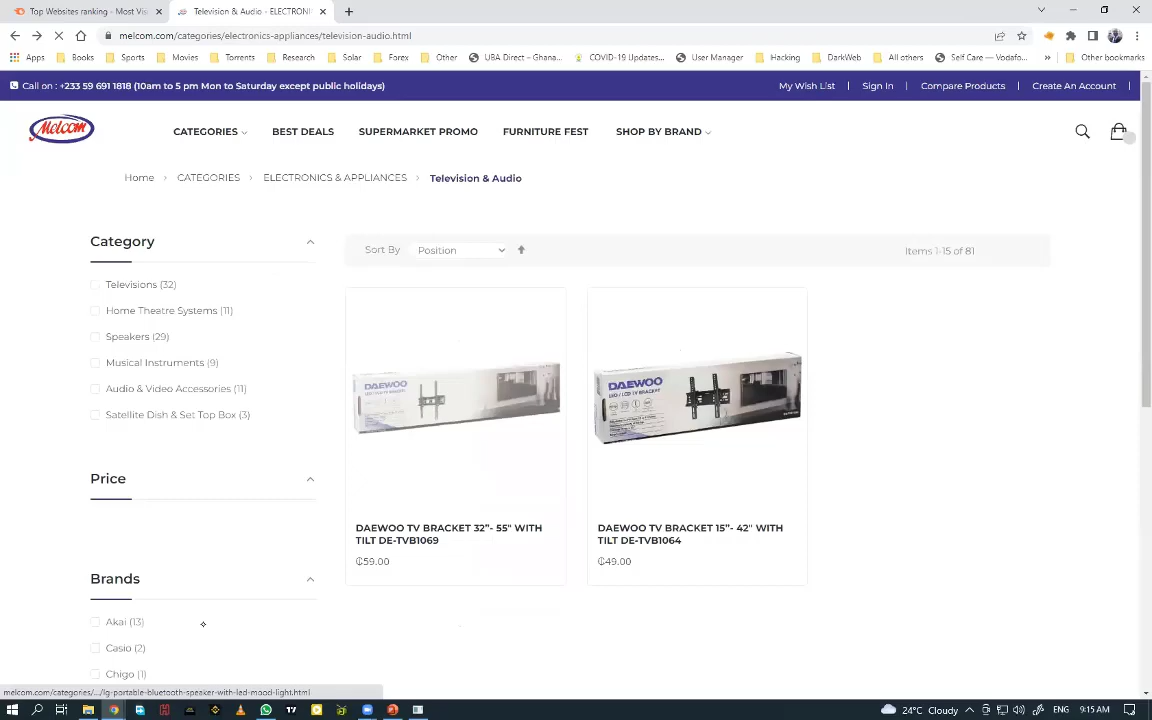 Top Websites ranking - Most Vis
Television & Audio - ELECTRONI
melcom.com/categories/electronics-appliances/television-audio.html
Apps
Books
Sports
Movies
Torrents
Research
Solar
Forex
Other
UBA Direct – Ghana...
COVID-19 Updates...
User Manager
Hacking
DarkWeb
All others
Self Care — Vodafo...
»
Other bookmarks
Call on : +233 59 691 1818 (10am to 5 pm Mon to Saturday except public holidays)
My Wish List
Sign In
Compare Products
Create An Account
Melcom
CATEGORIES
BEST DEALS
SUPERMARKET PROMO
FURNITURE FEST
SHOP BY BRAND
Home > CATEGORIES > ELECTRONICS & APPLIANCES > Television & Audio
Category
Televisions (32)
Home Theatre Systems (11)
Speakers (29)
Musical Instruments (9)
Audio & Video Accessories (11)
Satellite Dish & Set Top Box (3)
Price
Brands
Akai (13)
Casio (2)
Chigo (1)
Sort By
Position
Items 1-15 of 81
DAEWOO
DAEWOO TV BRACKET 32”- 55" WITH
TILT DE-TVB1069
₵59.00
DAEWOO
LED / LCD TV BRACKET
DAEWOO TV BRACKET 15”- 42" WITH
TILT DE-TVB1064
₵49.00
melcom.com/categories/.../lg-portable-bluetooth-speaker-with-led-mood-light.html
24°C Cloudy
ENG
9:15 AM